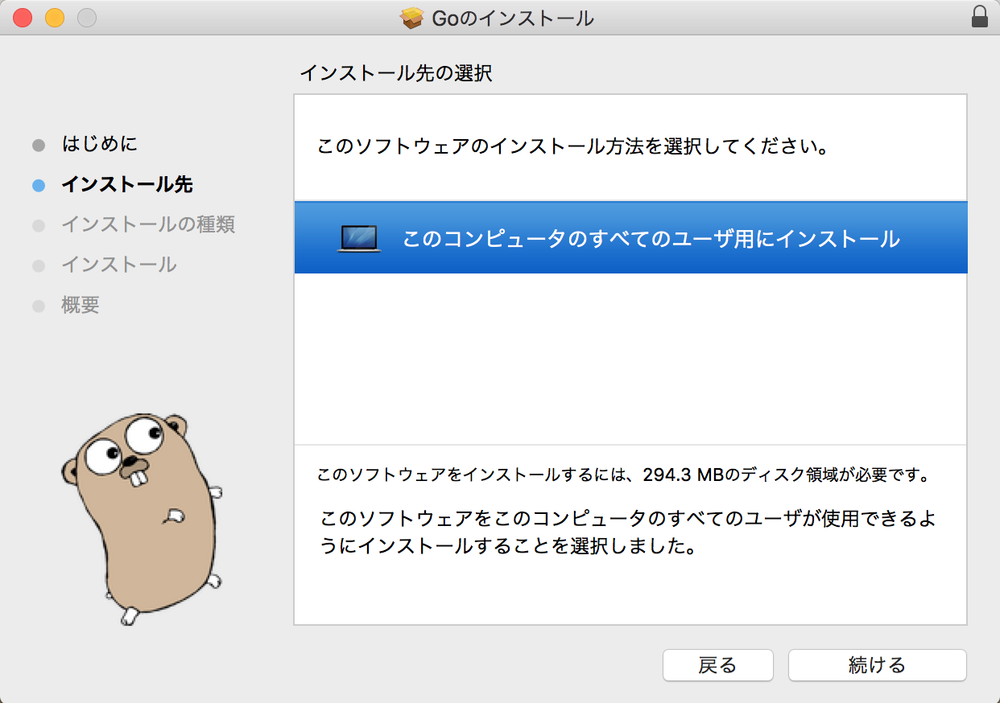 Goのインストール
インストール先の選択
はじめに
インストール先
インストールの種類
インストール
概要
このソフトウェアのインストール方法を選択してください。
このコンピュータのすべてのユーザ用にインストール
このソフトウェアをインストールするには、294.3 MBのディスク領域が必要です。
このソフトウェアをこのコンピュータのすべてのユーザが使用できるよ
うにインストールすることを選択しました。
戻る
続ける